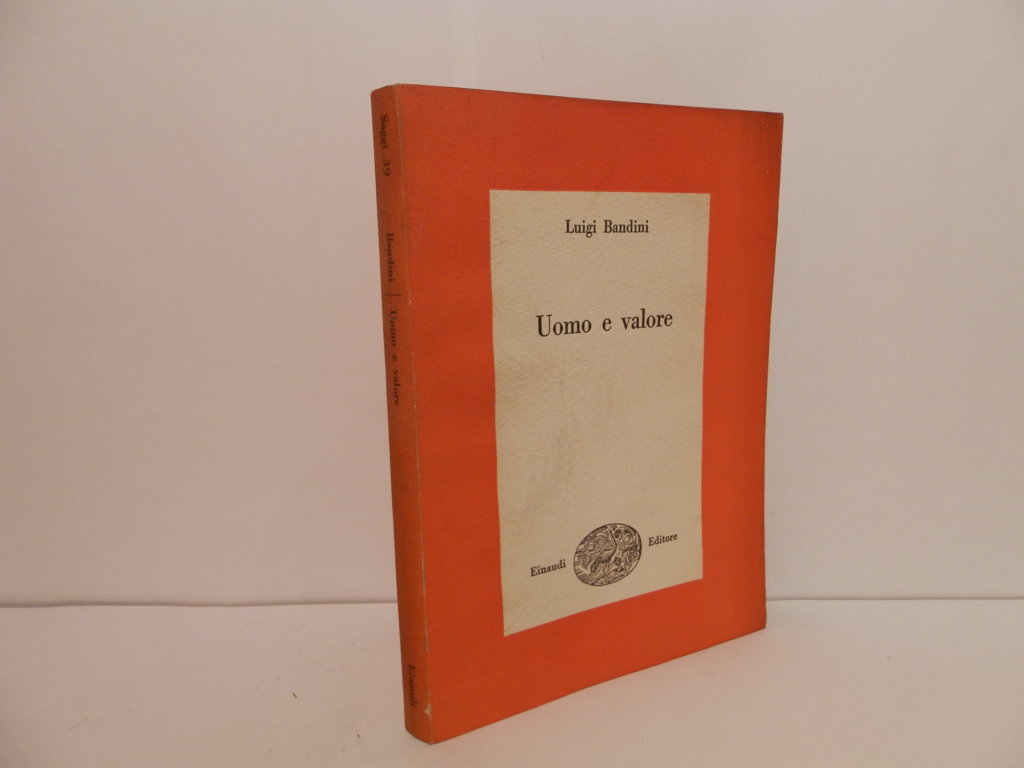 Saggi 39
Bandini | Uomo e valore
Einaudi
Luigi Bandini
Uomo e valore
Einaudi Editore